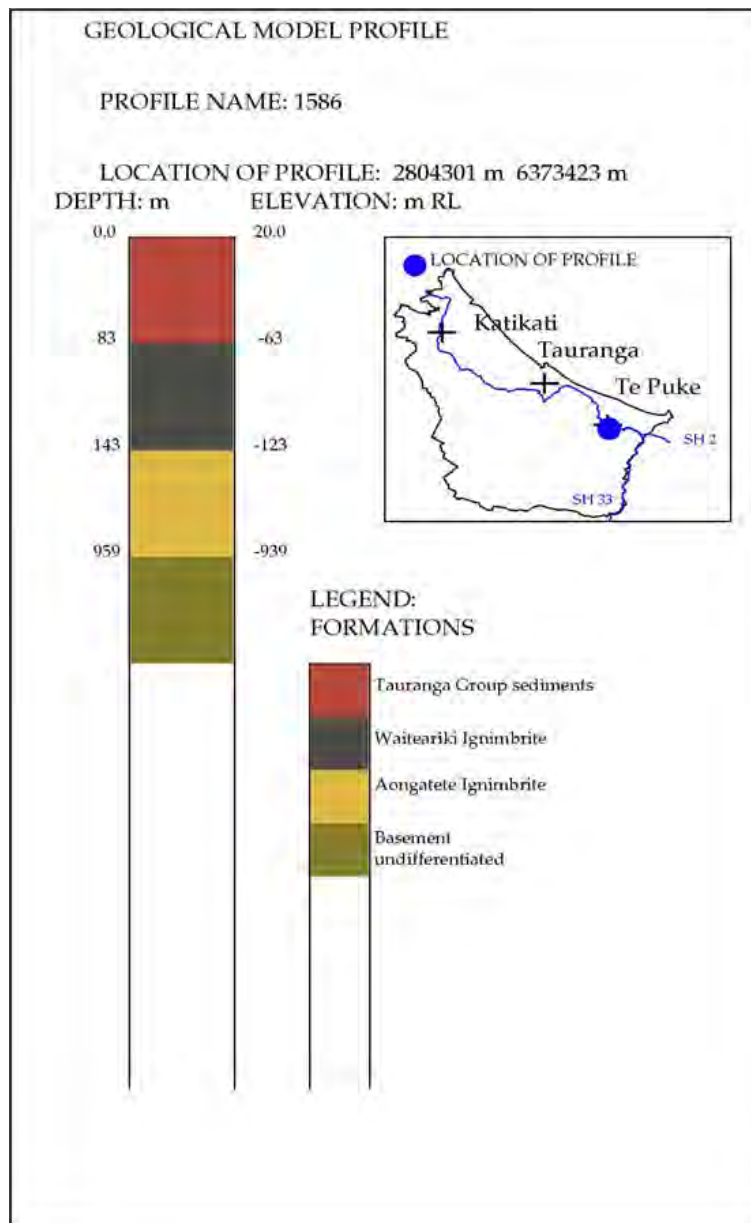 GEOLOGICAL MODEL PROFILE
PROFILE NAME: 1586
LOCATION OF PROFILE: 2804301 m 6373423 m
DEPTH: m ELEVATION: m RL
0.0 20.0
83 -63
143 -123
959 -939
LOCATION OF PROFILE
Katikati
Tauranga
Te Puke
SH 2
SH 33
LEGEND:
FORMATIONS
Tauranga Group sediments
Waiteariki Ignimbrite
Aongatete Ignimbrite
Basement
undifferentiated